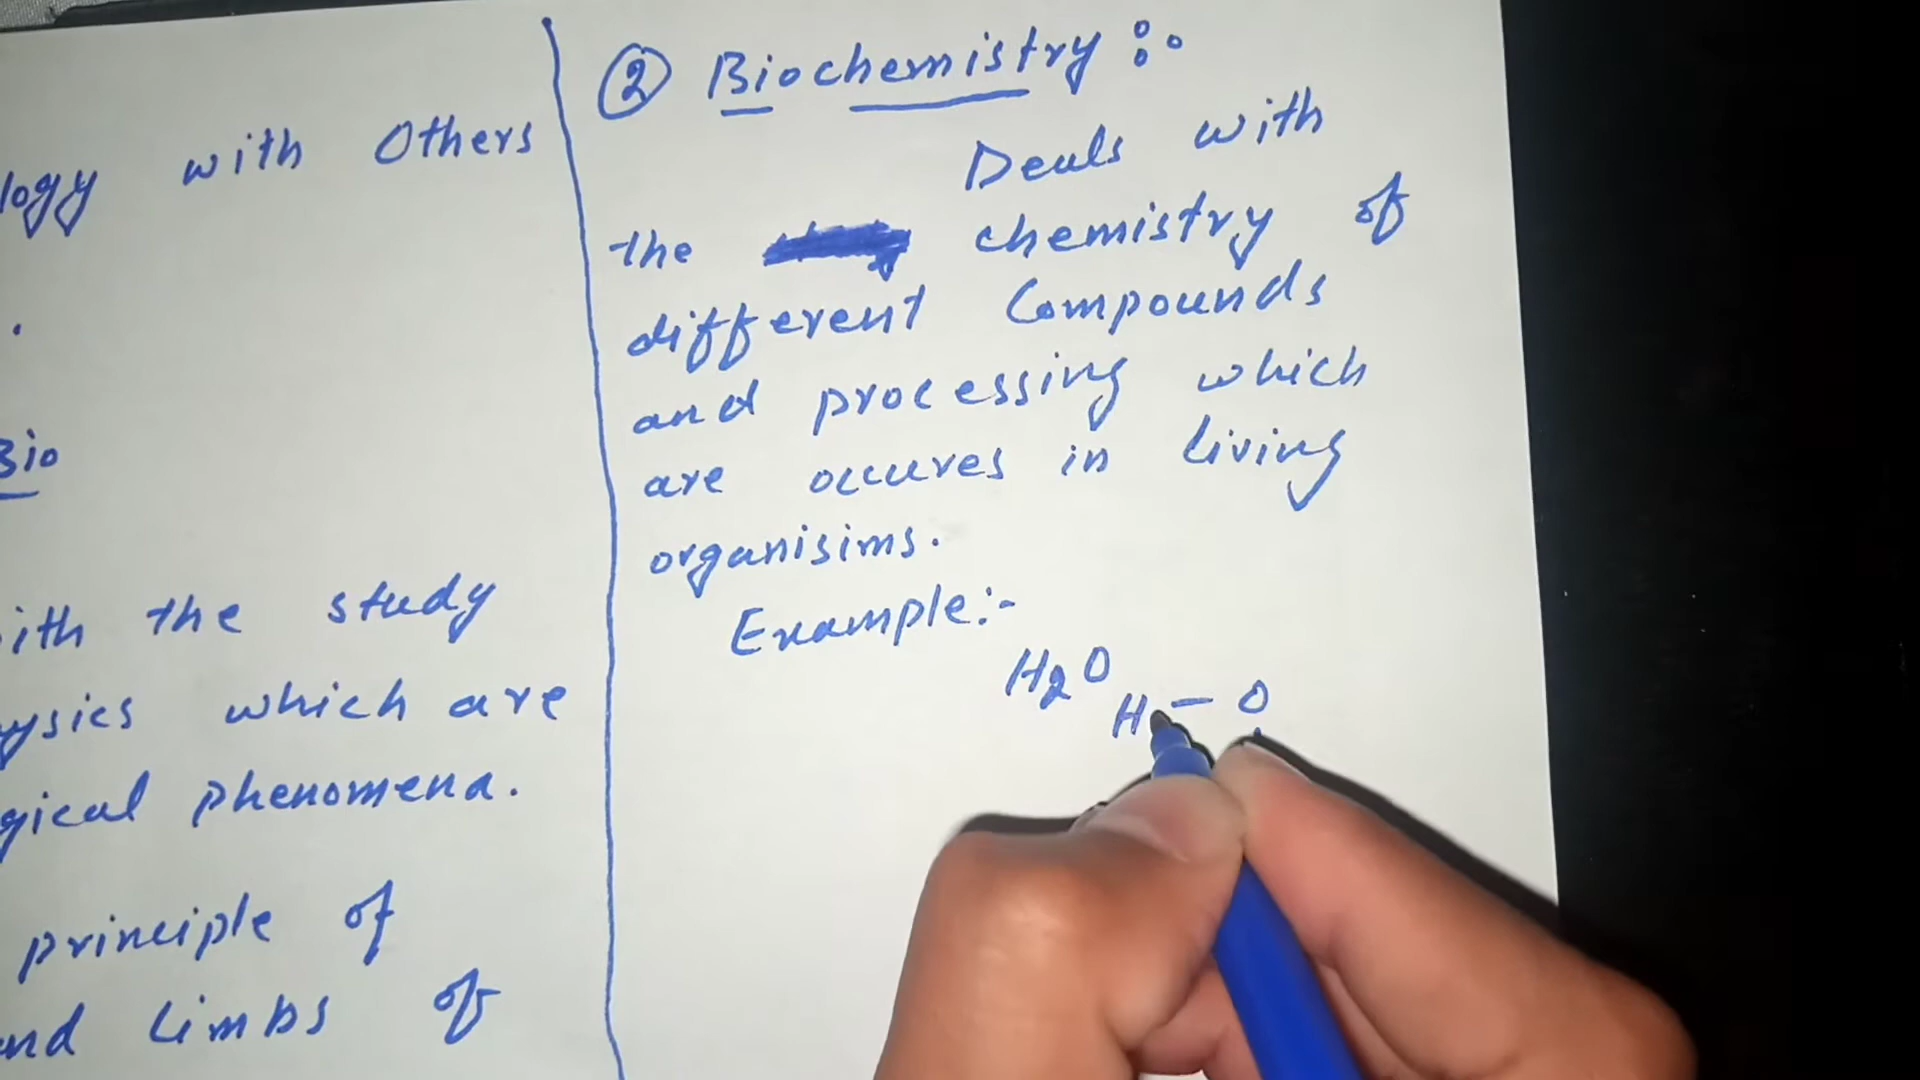 logy with Others
.
Bio
ith the study
ysics which are
gical phenomena.
principle of
nd Limbs of
② Biochemistry :-
Deals with
the chemistry of
different Compounds
and processing which
are occures in living
organisims.
Example:-
H2O
H - O